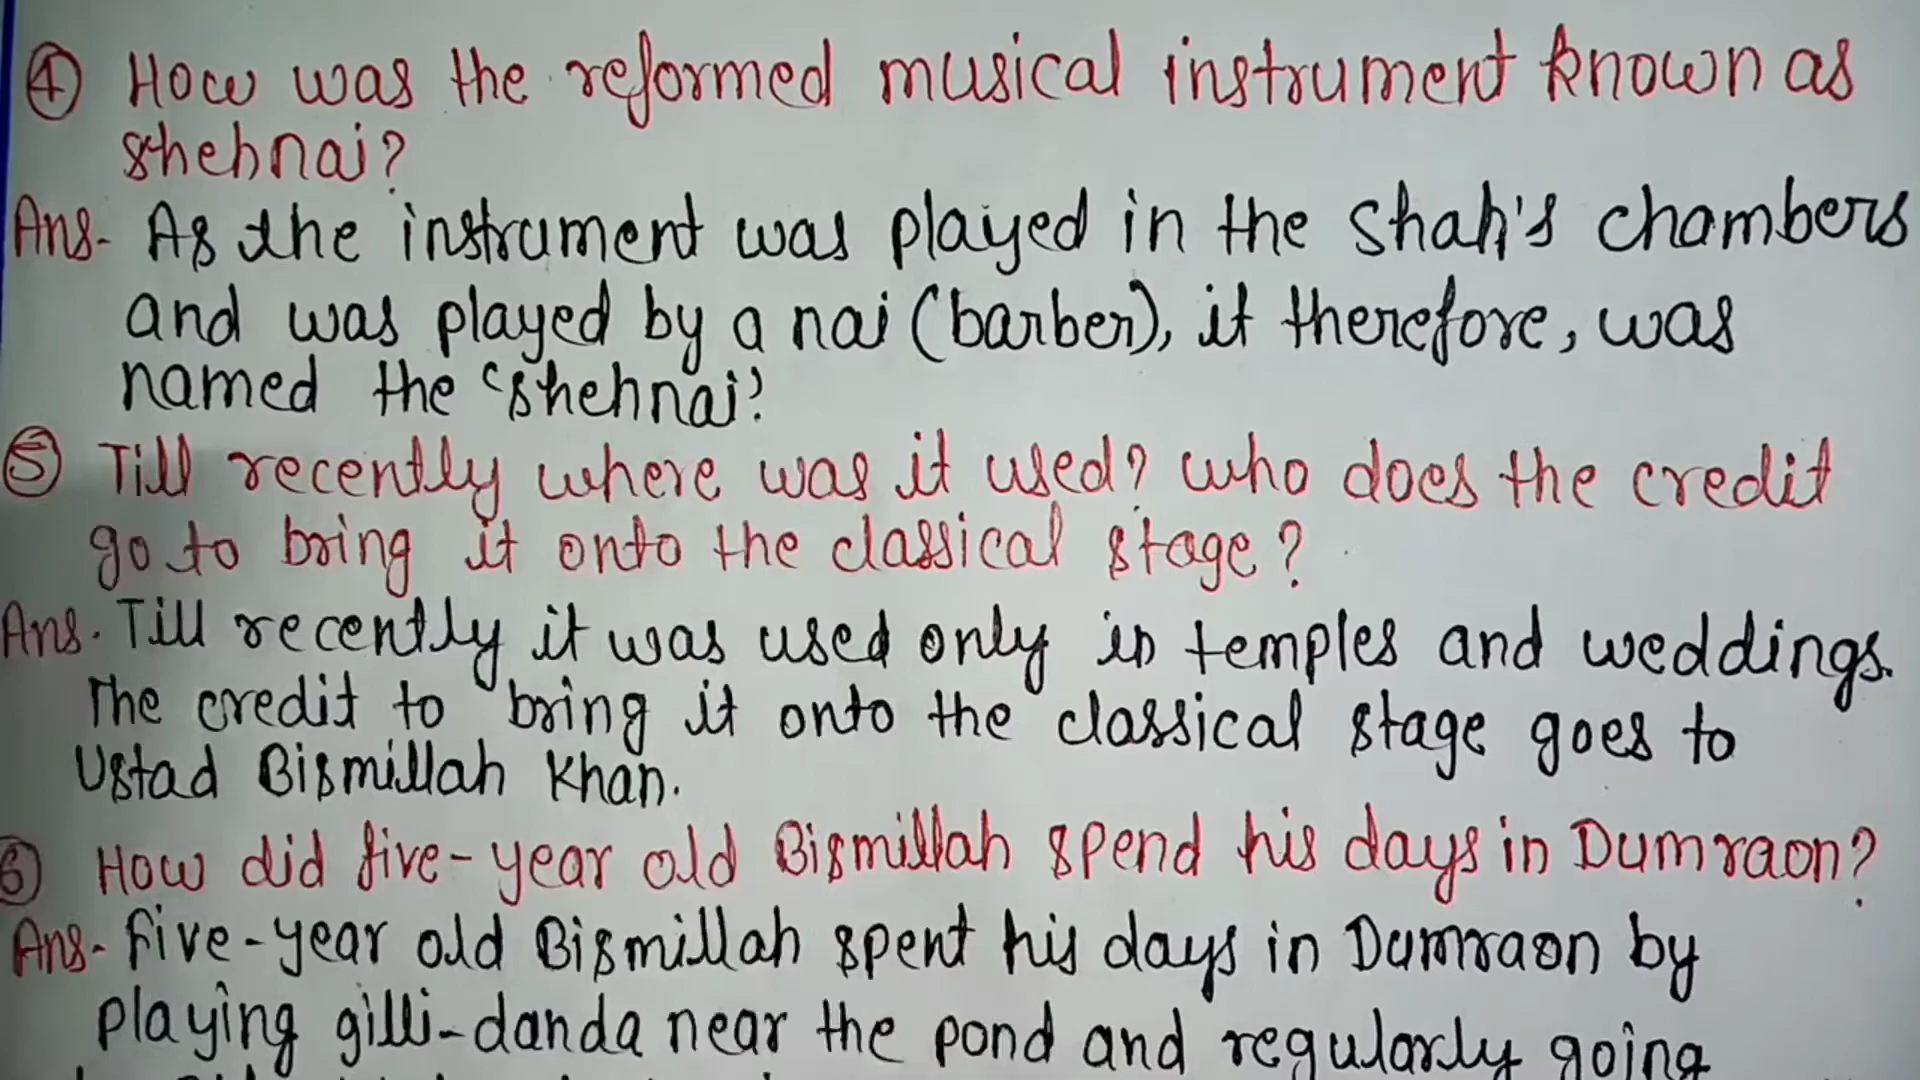 ④ How was the reformed musical instrument known as
shehnai?
Ans- As the instrument was played in the Shah's chambers
and was played by a nai (barber), it therefore, was
named the 'shehnai'.
⑤ Till recently where was it used? who does the credit
go to bring it onto the classical stage?
Ans. Till recently it was used only in temples and weddings.
The credit to bring it onto the classical stage goes to
Ustad Bismillah Khan.
⑥ How did five-year old Bismillah spend his days in Dumraon?
Ans- Five-year old Bismillah spent his days in Dumraon by
playing gilli-danda near the pond and regularly going